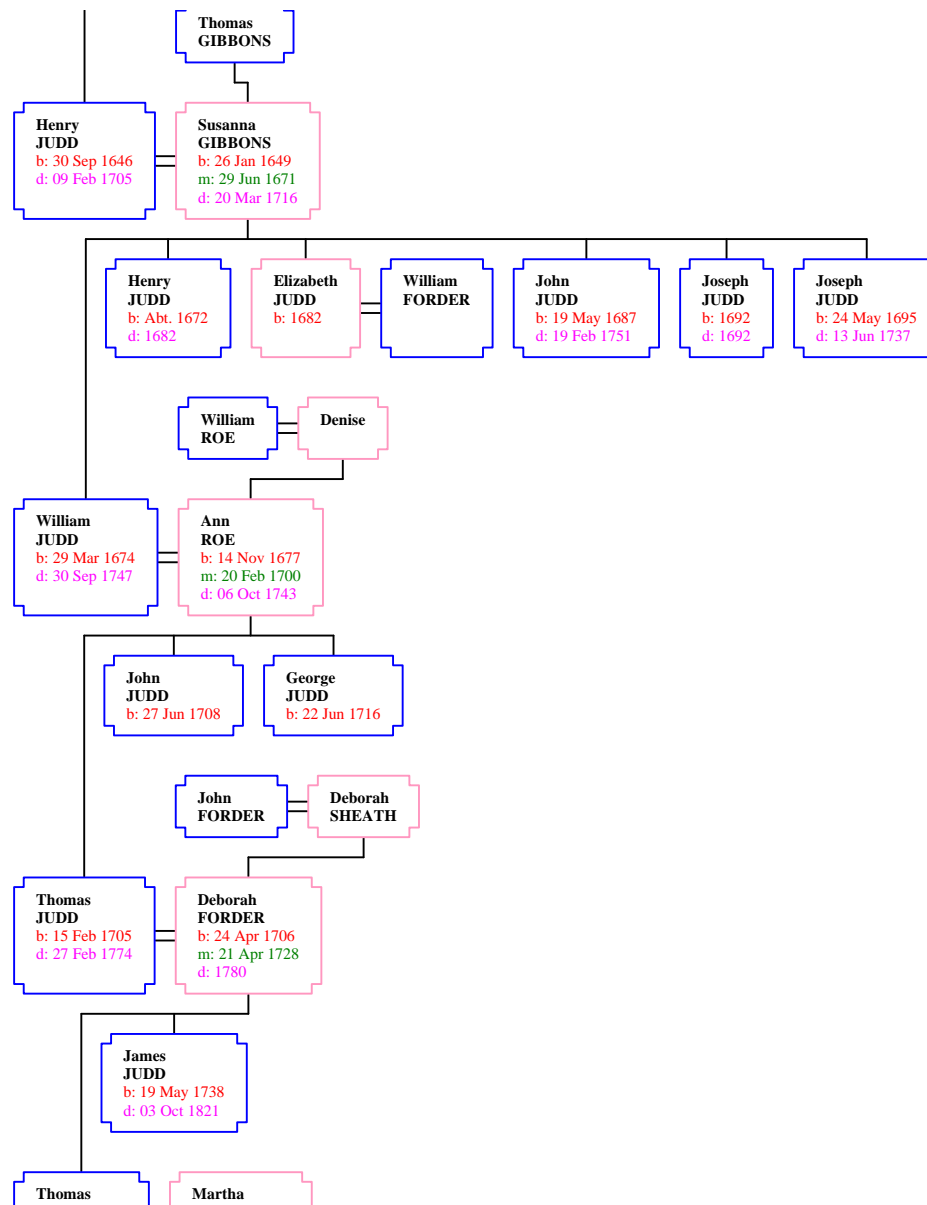 Thomas
GIBBONS
Henry
JUDD
b: 30 Sep 1646
d: 09 Feb 1705
Susanna
GIBBONS
b: 26 Jan 1649
m: 29 Jun 1671
d: 20 Mar 1716
Henry
JUDD
b: Abt. 1672
d: 1682
Elizabeth
JUDD
b: 1682
William
FORDER
John
JUDD
b: 19 May 1687
d: 19 Feb 1751
Joseph
JUDD
b: 1692
d: 1692
Joseph
JUDD
b: 24 May 1695
d: 13 Jun 1737
William
ROE
Denise
William
JUDD
b: 29 Mar 1674
d: 30 Sep 1747
Ann
ROE
b: 14 Nov 1677
m: 20 Feb 1700
d: 06 Oct 1743
John
JUDD
b: 27 Jun 1708
George
JUDD
b: 22 Jun 1716
John
FORDER
Deborah
SHEATH
Thomas
JUDD
b: 15 Feb 1705
d: 27 Feb 1774
Deborah
FORDER
b: 24 Apr 1706
m: 21 Apr 1728
d: 1780
James
JUDD
b: 19 May 1738
d: 03 Oct 1821
Thomas
Martha